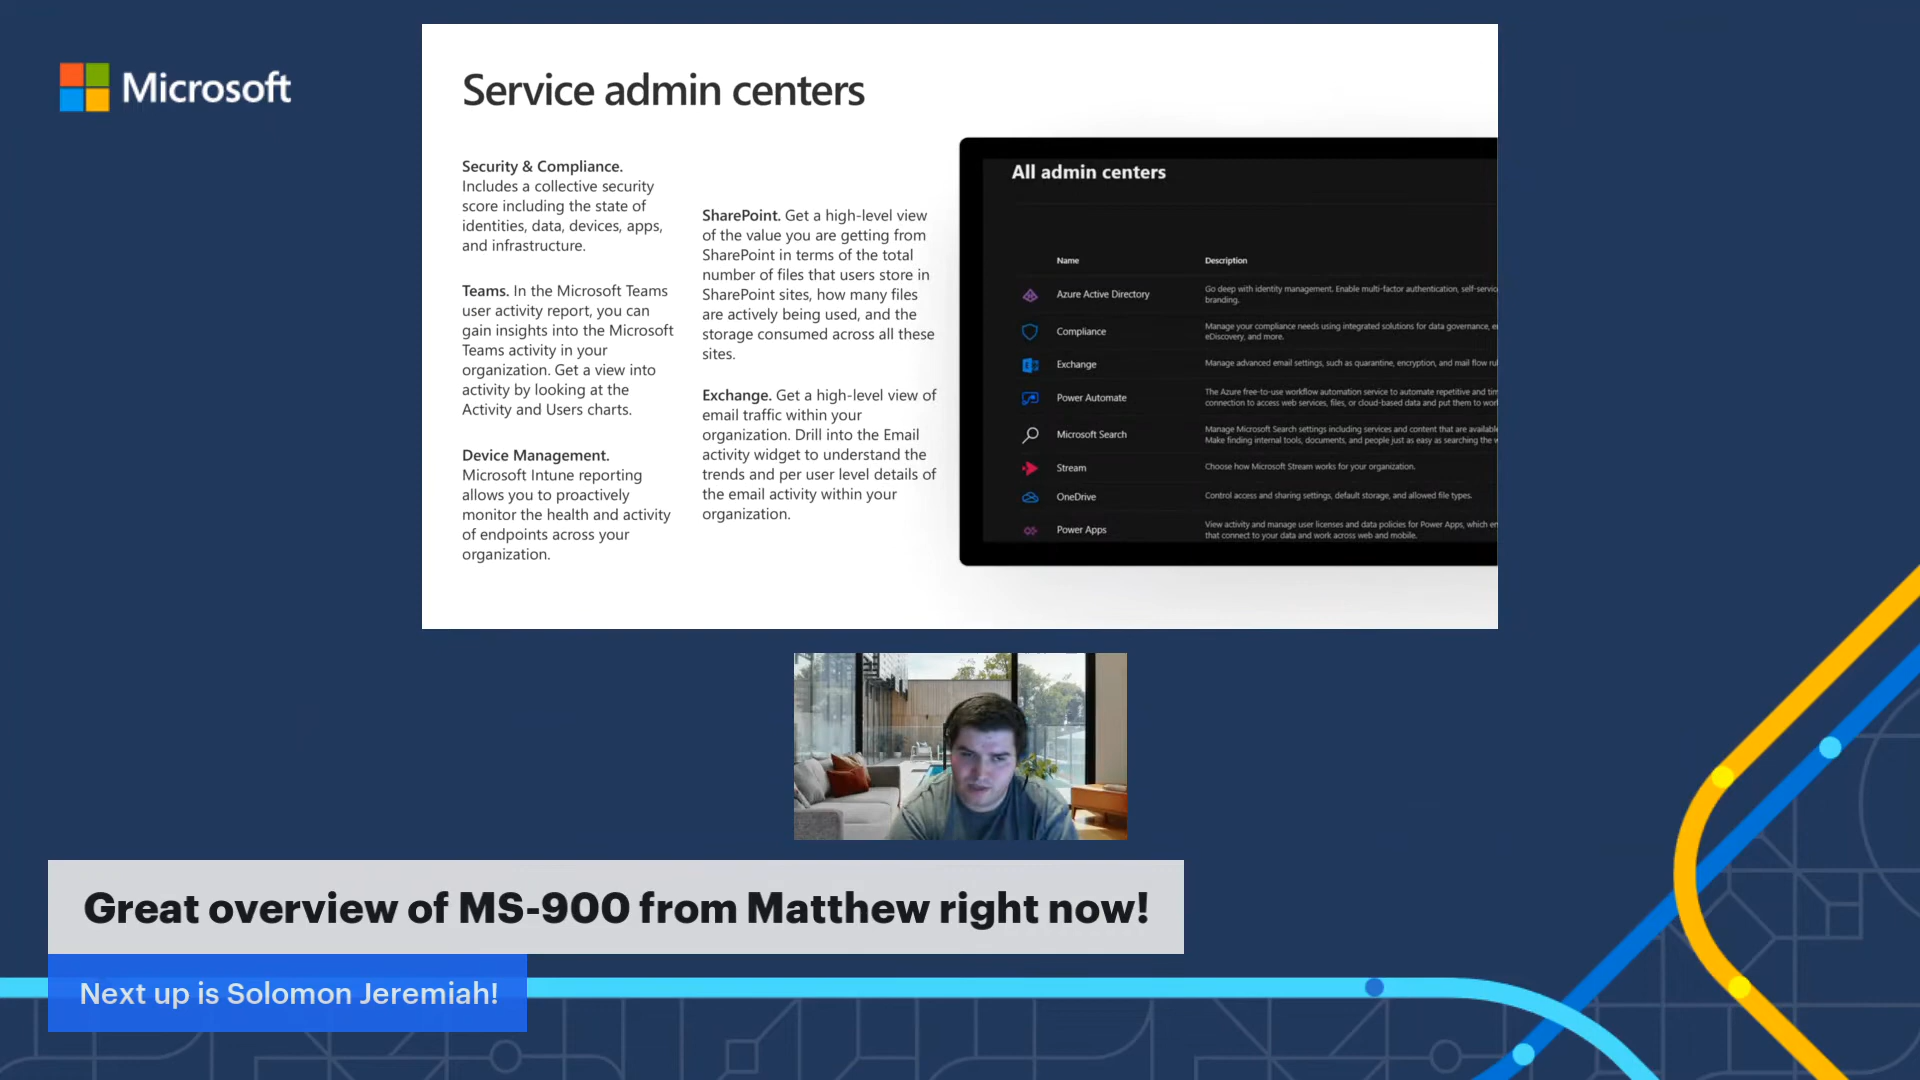 Microsoft
Service admin centers
Security & Compliance.
Includes a collective security
score including the state of
identities, data, devices, apps,
and infrastructure.
Teams. In the Microsoft Teams
user activity report, you can
gain insights into the Microsoft
Teams activity in your
organization. Get a view into
activity by looking at the
Activity and Users charts.
Device Management.
Microsoft Intune reporting
allows you to proactively
monitor the health and activity
of endpoints across your
organization.
SharePoint. Get a high-level view
of the value you are getting from
SharePoint in terms of the total
number of files that users store in
SharePoint sites, how many files
are actively being used, and the
storage consumed across all these
sites.
Exchange. Get a high-level view of
email traffic within your
organization. Drill into the Email
activity widget to understand the
trends and per user level details of
the email activity within your
organization.
All admin centers
Name Description
Azure Active Directory
Go deep with identity management. Enable multi-factor authentication, self-servic
branding.
Compliance
Manage your compliance needs using integrated solutions for data governance, e
eDiscovery, and more.
Exchange
Manage advanced email settings, such as quarantine, encryption, and mail flow ru
Power Automate
The Azure free-to-use workflow automation service to automate repetitive and tim
connection to access web services, files, or cloud-based data and put them to wor
Microsoft Search
Manage Microsoft Search settings including services and content that are available
Make finding internal tools, documents, and people just as easy as searching the w
Stream
Choose how Microsoft Stream works for your organization.
OneDrive
Control access and sharing settings, default storage, and allowed file types.
Power Apps
View activity and manage user licenses and data policies for Power Apps, which en
that connect to your data and work across web and mobile.
Great overview of MS-900 from Matthew right now!
Next up is Solomon Jeremiah!